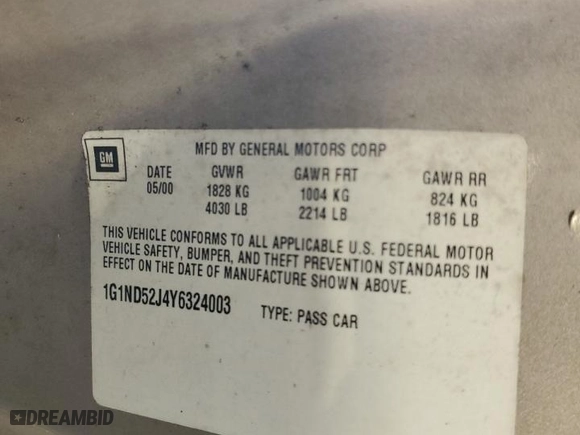 GM
MFD BY GENERAL MOTORS CORP
DATE GVWR GAWR FRT GAWR RR
05/00 1828 KG 1004 KG 824 KG
4030 LB 2214 LB 1816 LB
THIS VEHICLE CONFORMS TO ALL APPLICABLE U.S. FEDERAL MOTOR
VEHICLE SAFETY, BUMPER, AND THEFT PREVENTION STANDARDS IN
EFFECT ON THE DATE OF MANUFACTURE SHOWN ABOVE.
1G1ND52J4Y6324003 TYPE: PASS CAR
DREAMBID